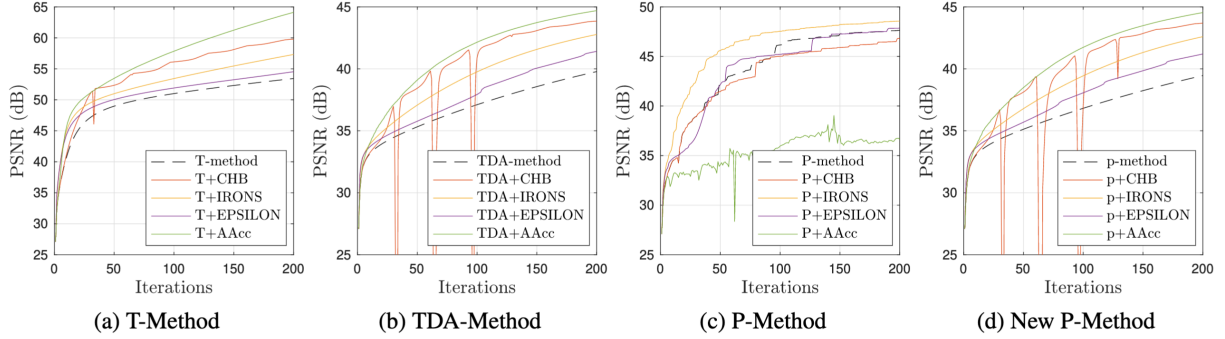 PSNR (dB)
65
60
55
50
45
40
35
30
25
T-method
T+CHB
T+IRONS
T+EPSILON
T+AAcc
0 50 100 150 200
Iterations
(a) T-Method
PSNR (dB)
45
40
35
30
25
TDA-method
TDA+CHB
TDA+IRONS
TDA+EPSILON
TDA+AAcc
0 50 100 150 200
Iterations
(b) TDA-Method
PSNR (dB)
50
45
40
35
30
25
P-method
P+CHB
P+IRONS
P+EPSILON
P+AAcc
0 50 100 150 200
Iterations
(c) P-Method
PSNR (dB)
45
40
35
30
25
p-method
p+CHB
p+IRONS
p+EPSILON
p+AAcc
0 50 100 150 200
Iterations
(d) New P-Method